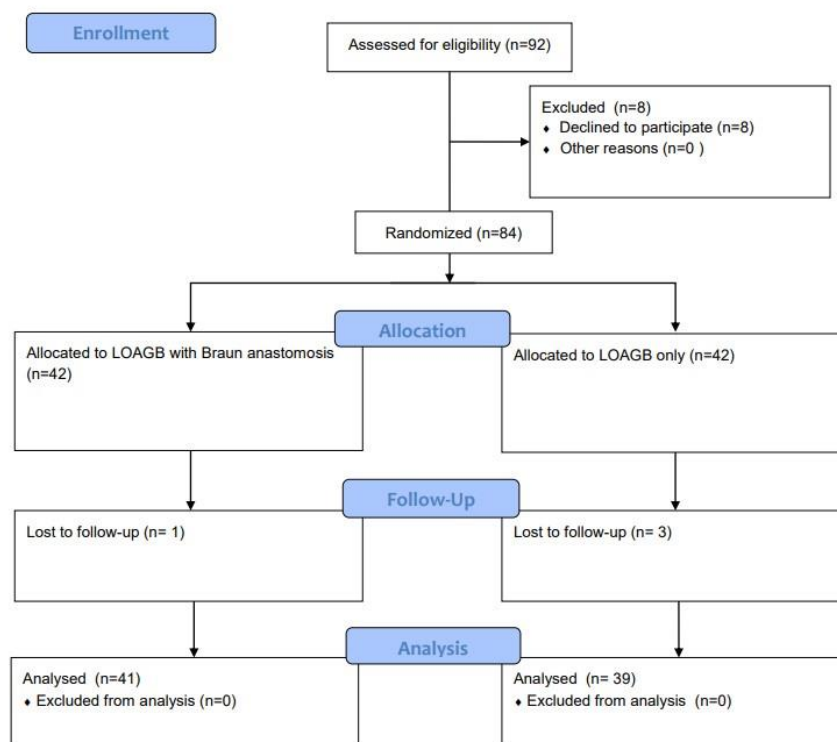 Enrollment
Assessed for eligibility (n=92)
Excluded (n=8)
♦ Declined to participate (n=8)
♦ Other reasons (n=0 )
Randomized (n=84)
Allocation
Allocated to LOAGB with Braun anastomosis
(n=42)
Allocated to LOAGB only (n=42)
Follow-Up
Lost to follow-up (n= 1)
Lost to follow-up (n= 3)
Analysis
Analysed (n=41)
♦ Excluded from analysis (n=0)
Analysed (n= 39)
♦ Excluded from analysis (n=0)